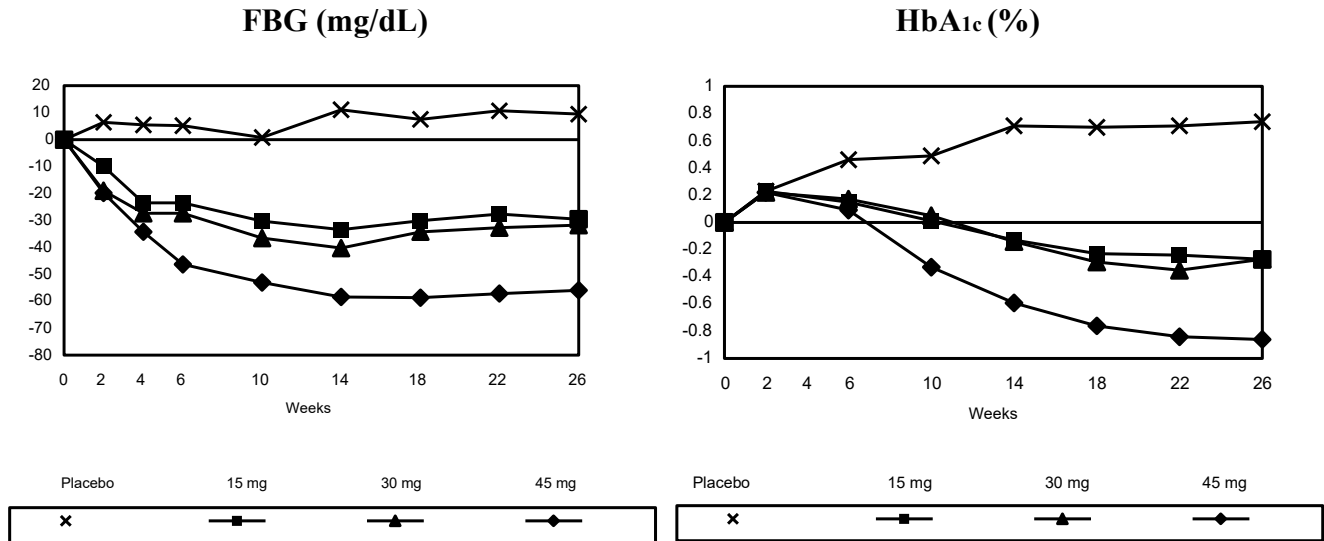 FBG (mg/dL)
20
10
0
-10
-20
-30
-40
-50
-60
-70
-80
0 2 4 6 10 14 18 22 26
Weeks
Placebo 15 mg 30 mg 45 mg
HbA1c (%)
1
0.8
0.6
0.4
0.2
0
-0.2
-0.4
-0.6
-0.8
-1
0 2 4 6 10 14 18 22 26
Weeks
Placebo 15 mg 30 mg 45 mg